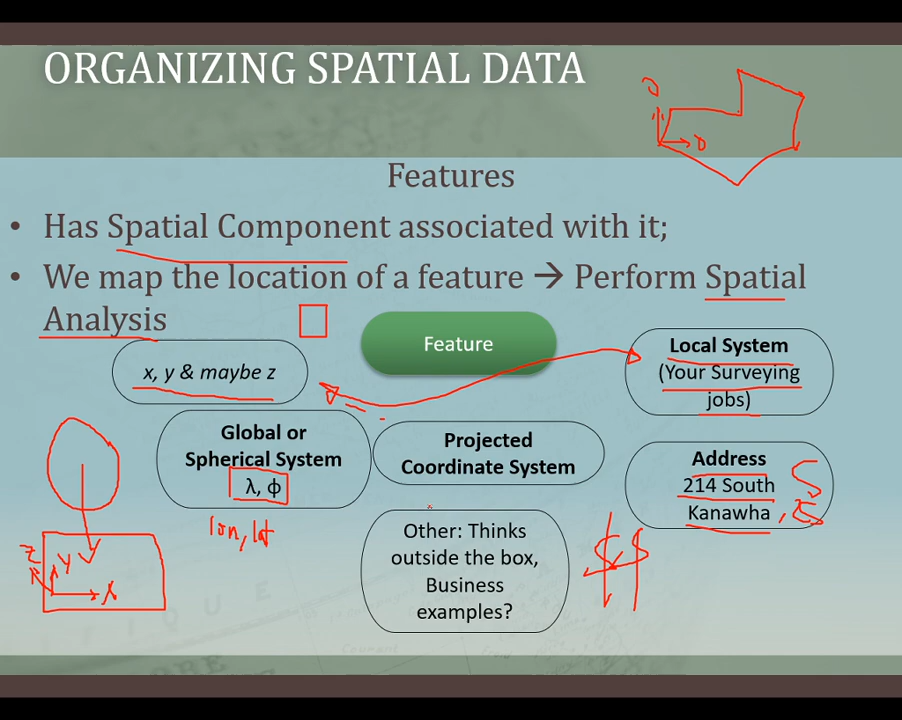 ORGANIZING SPATIAL DATA
Features
• Has Spatial Component associated with it;
• We map the location of a feature → Perform Spatial
Analysis
Feature
x, y & maybe z
Local System
(Your Surveying
jobs)
Global or
Spherical System
λ, ϕ
lon, lat
Projected
Coordinate System
Address
214 South
Kanawha
Other: Thinks
outside the box,
Business
examples?
Z
Y
X
$